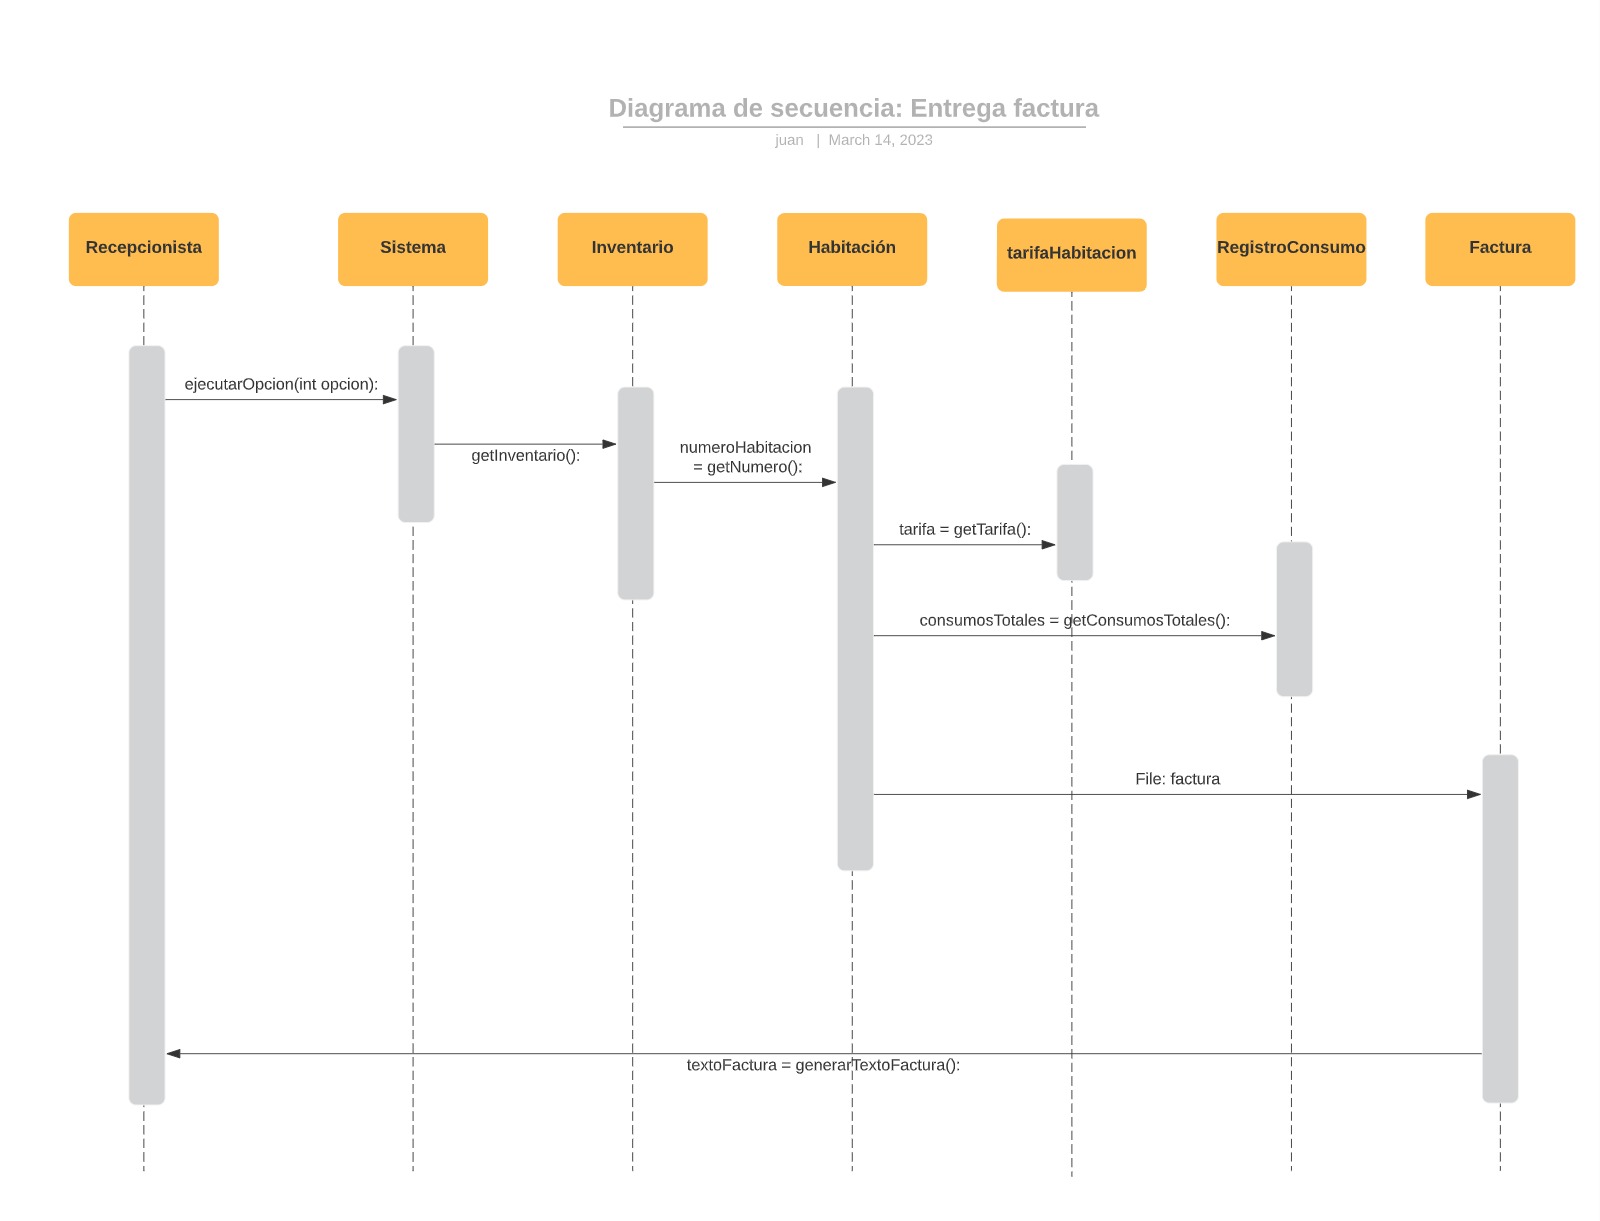 Diagrama de secuencia: Entrega factura
juan | March 14, 2023
Recepcionista
Sistema
Inventario
Habitación
tarifaHabitacion
RegistroConsumo
Factura
ejecutarOpcion(int opcion):
getInventario():
numeroHabitacion
= getNumero():
tarifa = getTarifa():
consumosTotales = getConsumosTotales():
File: factura
textoFactura = generarTextoFactura():